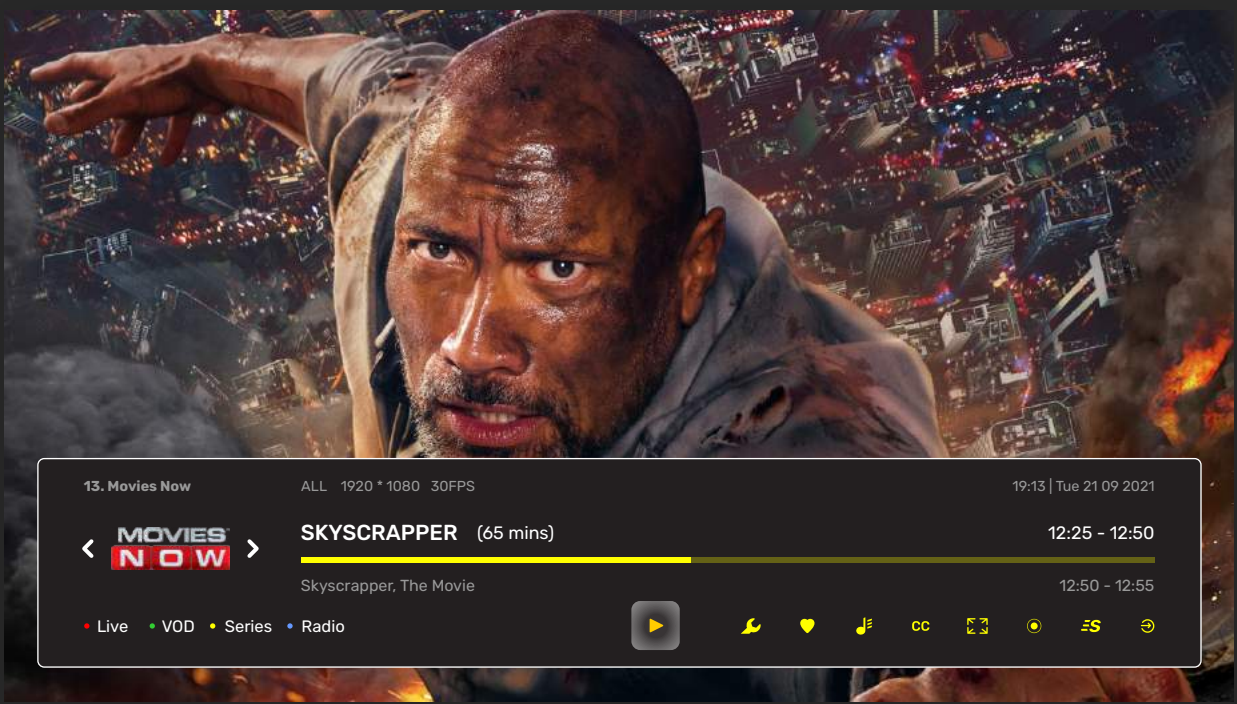 13. Movies Now
ALL 1920 * 1080 30FPS
19:13 | Tue 21 09 2021
MOVIES
NOW
SKYSCRAPPER (65 mins)
12:25 - 12:50
Skyscrapper, The Movie
12:50 - 12:55
Live VOD Series Radio
CC
S